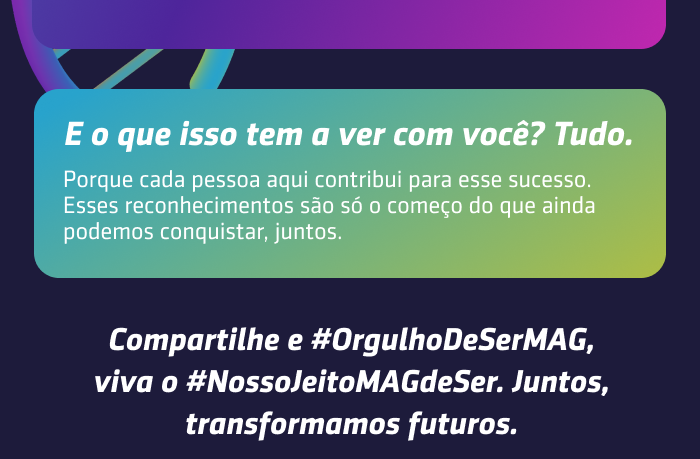 E o que isso tem a ver com você? Tudo.
Porque cada pessoa aqui contribui para esse sucesso.
Esses reconhecimentos são só o começo do que ainda
podemos conquistar, juntos.
Compartilhe e #OrgulhoDeSerMAG,
viva o #NossoJeitoMAGdeSer. Juntos,
transformamos futuros.